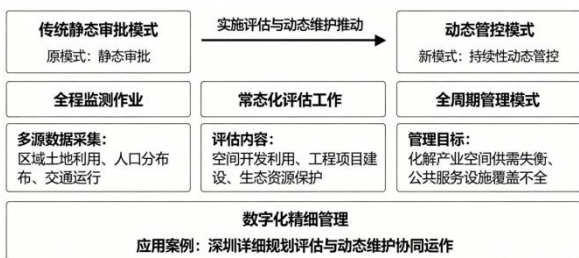 传统静态审批模式
原模式：静态审批
实施评估与动态维护推动
动态管控模式
新模式：持续性动态管控
全程监测作业
常态化评估工作
全周期管理模式
多源数据采集：
区域土地利用、人口分布
布、交通运行
评估内容：
空间开发利用、工程项目建
设、生态资源保护
管理目标：
化解产业空间供需失衡、
公共服务设施覆盖不全
数字化精细管理
应用案例：深圳详细规划评估与动态维护协同运作